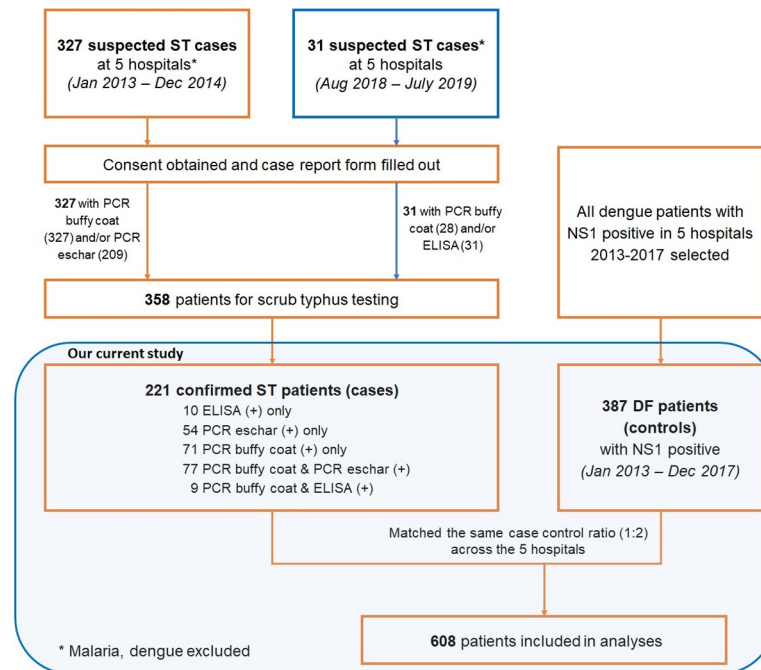 327 suspected ST cases
at 5 hospitals*
(Jan 2013 – Dec 2014)
31 suspected ST cases*
at 5 hospitals
(Aug 2018 – July 2019)
Consent obtained and case report form filled out
327 with PCR
buffy coat
(327) and/or PCR
eschar (209)
31 with PCR buffy
coat (28) and/or
ELISA (31)
All dengue patients with
NS1 positive in 5 hospitals
2013-2017 selected
358 patients for scrub typhus testing
Our current study
221 confirmed ST patients (cases)
10 ELISA (+) only
54 PCR eschar (+) only
71 PCR buffy coat (+) only
77 PCR buffy coat & PCR eschar (+)
9 PCR buffy coat & ELISA (+)
387 DF patients
(controls)
with NS1 positive
(Jan 2013 – Dec 2017)
Matched the same case control ratio (1:2)
across the 5 hospitals
608 patients included in analyses
* Malaria, dengue excluded